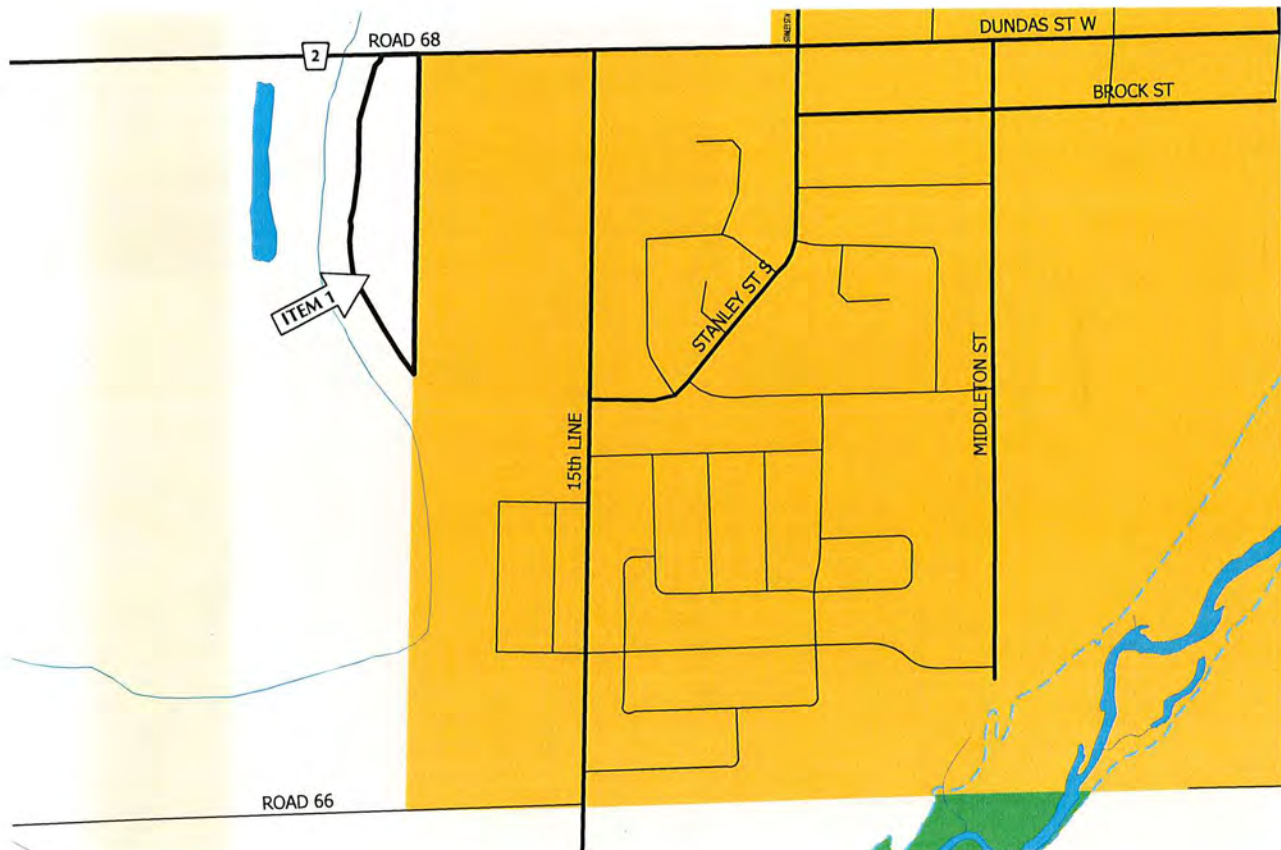 DUNDAS ST W
ROAD 68
2
BROCK ST
ITEM 1
STANLEY ST S
MIDDLETON ST
15th LINE
ROAD 66